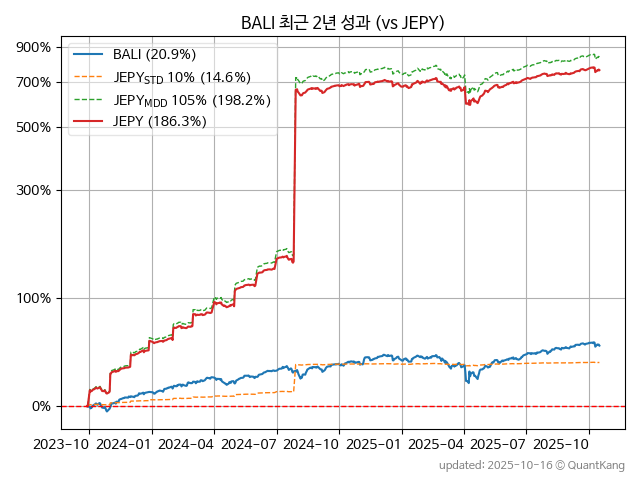 BALI 최근 2년 성과 (vs JEPY)
900%
700%
500%
300%
100%
0%
BALI (20.9%)
JEPYSTD 10% (14.6%)
JEPYMDD 105% (198.2%)
JEPY (186.3%)
2023-10 2024-01 2024-04 2024-07 2024-10 2025-01 2025-04 2025-07 2025-10
updated: 2025-10-16 © QuantKang